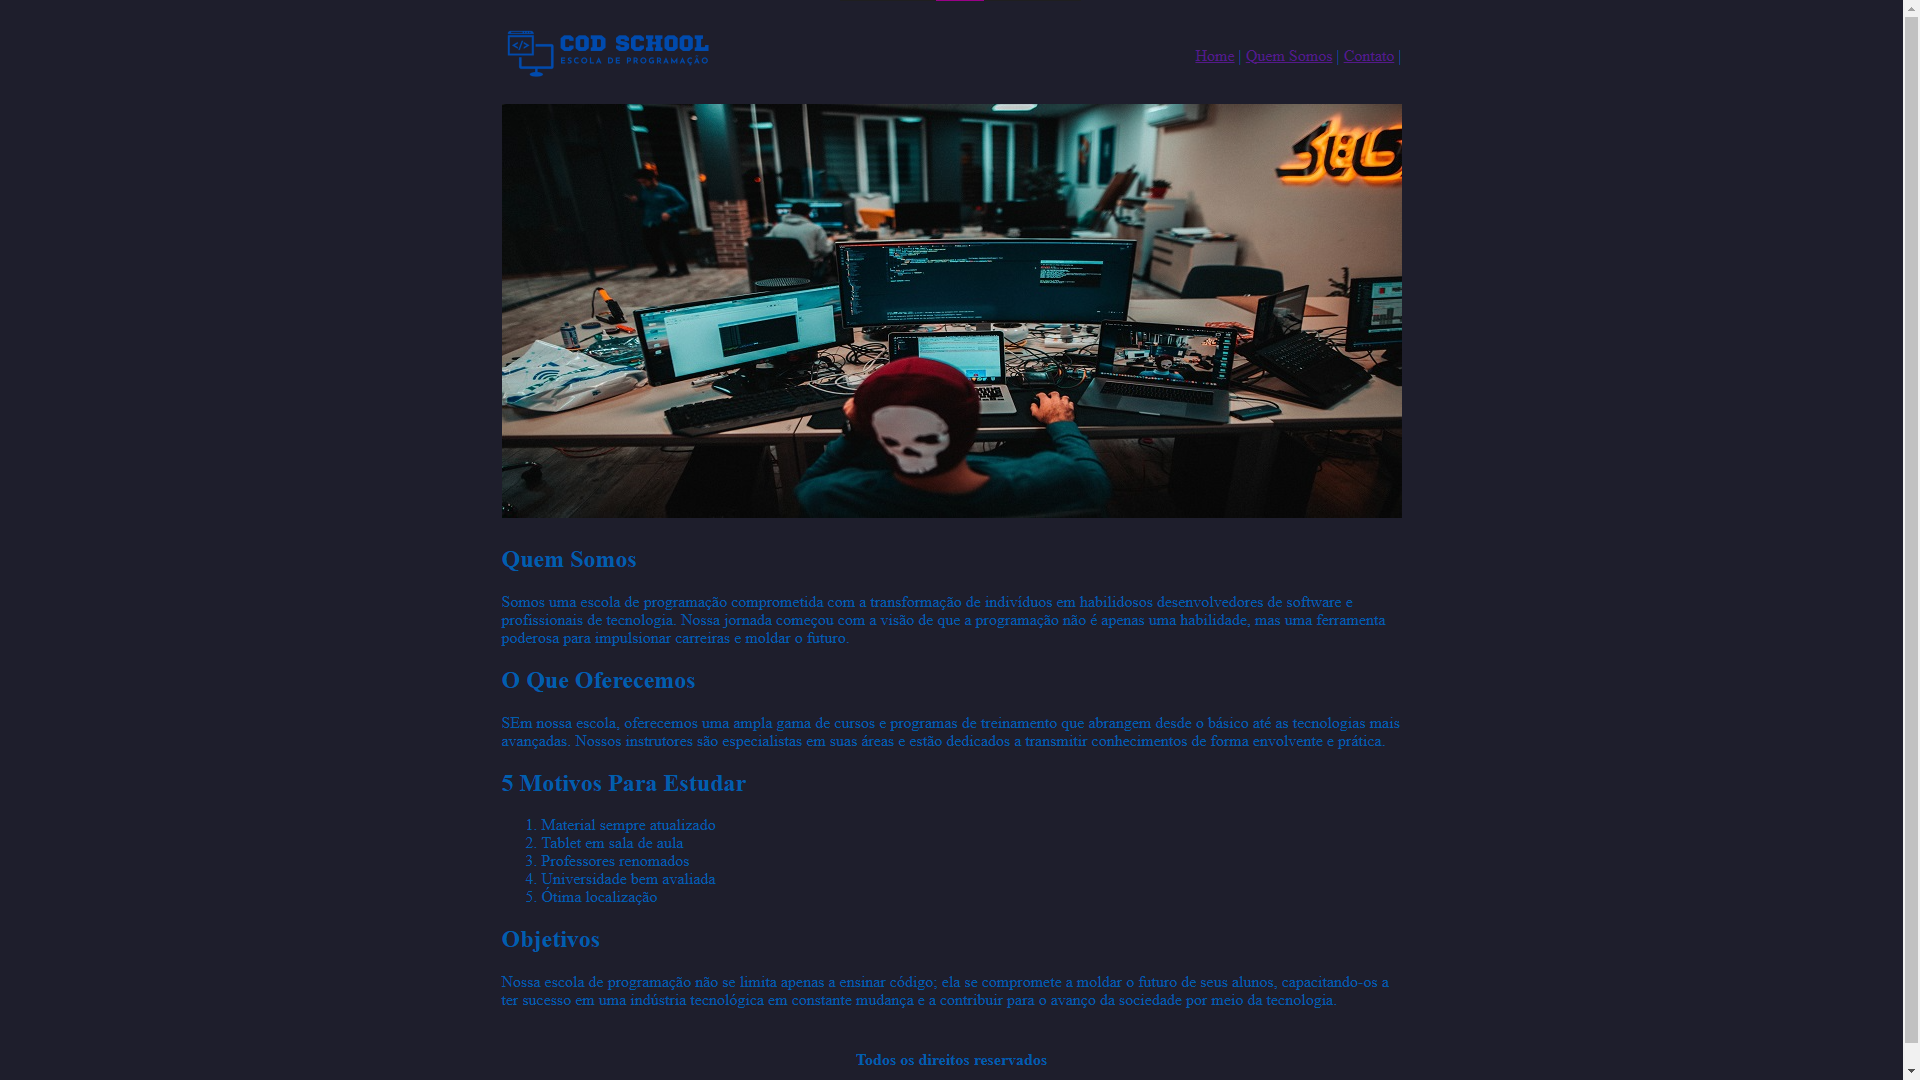 </>
COD SCHOOL
ESCOLA DE PROGRAMAÇÃO
Home | Quem Somos | Contato |
Quem Somos
Somos uma escola de programação comprometida com a transformação de indivíduos em habilidosos desenvolvedores de software e
profissionais de tecnologia. Nossa jornada começou com a visão de que a programação não é apenas uma habilidade, mas uma ferramenta
poderosa para impulsionar carreiras e moldar o futuro.
O Que Oferecemos
SEm nossa escola, oferecemos uma ampla gama de cursos e programas de treinamento que abrangem desde o básico até as tecnologias mais
avançadas. Nossos instrutores são especialistas em suas áreas e estão dedicados a transmitir conhecimentos de forma envolvente e prática.
5 Motivos Para Estudar
1. Material sempre atualizado
2. Tablet em sala de aula
3. Professores renomados
4. Universidade bem avaliada
5. Ótima localização
Objetivos
Nossa escola de programação não se limita apenas a ensinar código; ela se compromete a moldar o futuro de seus alunos, capacitando-os a
ter sucesso em uma indústria tecnológica em constante mudança e a contribuir para o avanço da sociedade por meio da tecnologia.
Todos os direitos reservados